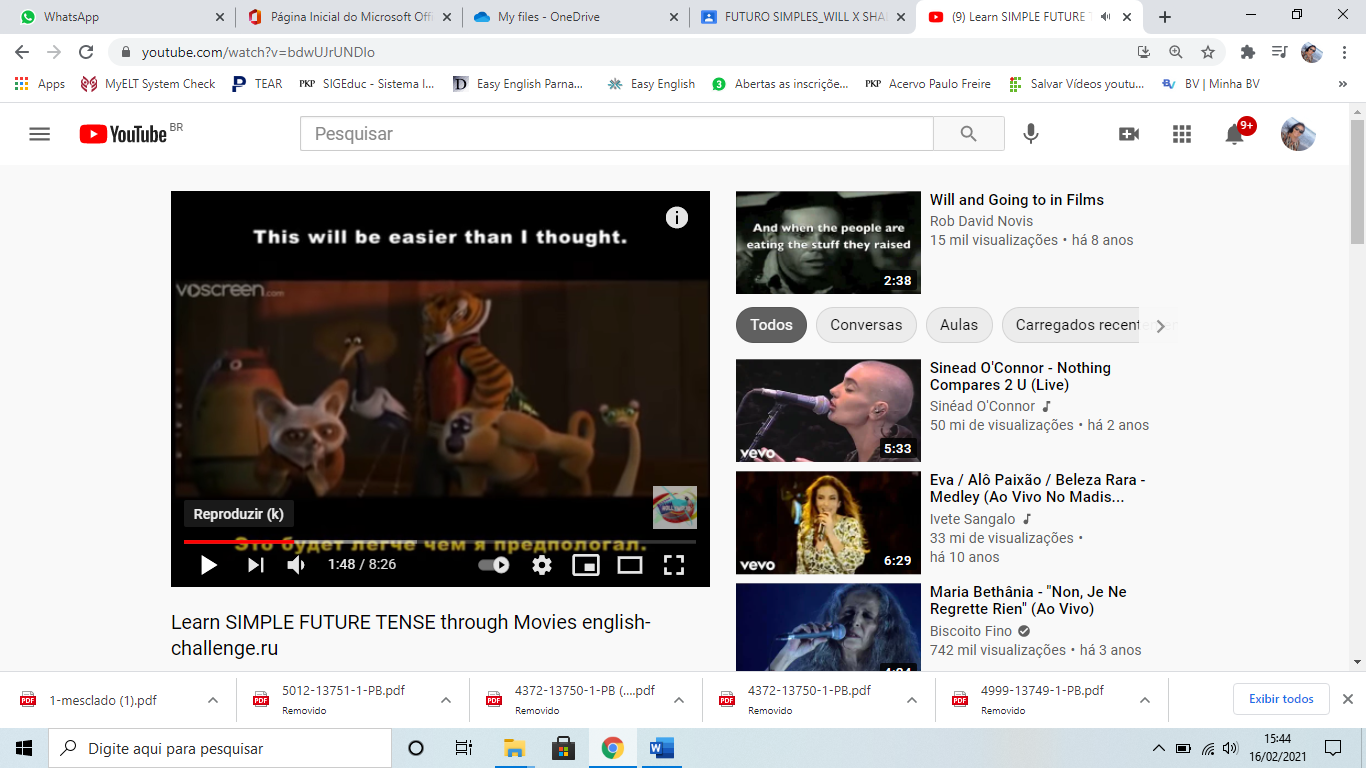 WhatsApp
Página Inicial do Microsoft Offi
My files - OneDrive
FUTURO SIMPLES_WILL X SHA
(9) Learn SIMPLE FUTURE T
youtube.com/watch?v=bdwUJrUNDIo
Apps
MyELT System Check
TEAR
PKP SIGEduc - Sistema I...
Easy English Parna...
Easy English
3 Abertas as inscriçõe...
PKP Acervo Paulo Freire
Salvar Vídeos youtu...
BV | Minha BV
YouTube BR
Pesquisar
9+
This will be easier than I thought.
voscreen.com
Reproduzir (k)
Это будет легче чем я предпологал.
1:48 / 8:26
Learn SIMPLE FUTURE TENSE through Movies english-
challenge.ru
And when the people are
eating the stuff they raised
2:38
Will and Going to in Films
Rob David Novis
15 mil visualizações • há 8 anos
Todos
Conversas
Aulas
Carregados recent
vevo
5:33
Sinead O'Connor - Nothing
Compares 2 U (Live)
Sinéad O'Connor
50 mi de visualizações • há 2 anos
vevo
6:29
Eva / Alô Paixão / Beleza Rara -
Medley (Ao Vivo No Madis...
Ivete Sangalo
33 mi de visualizações •
há 10 anos
Maria Bethânia - "Non, Je Ne
Regrette Rien" (Ao Vivo)
Biscoito Fino
742 mil visualizações • há 3 anos
PDF 1-mesclado (1).pdf
PDF 5012-13751-1-PB.pdf
Removido
PDF 4372-13750-1-PB (....pdf
Removido
PDF 4372-13750-1-PB.pdf
Removido
PDF 4999-13749-1-PB.pdf
Removido
Exibir todos
Digite aqui para pesquisar
15:44
16/02/2021